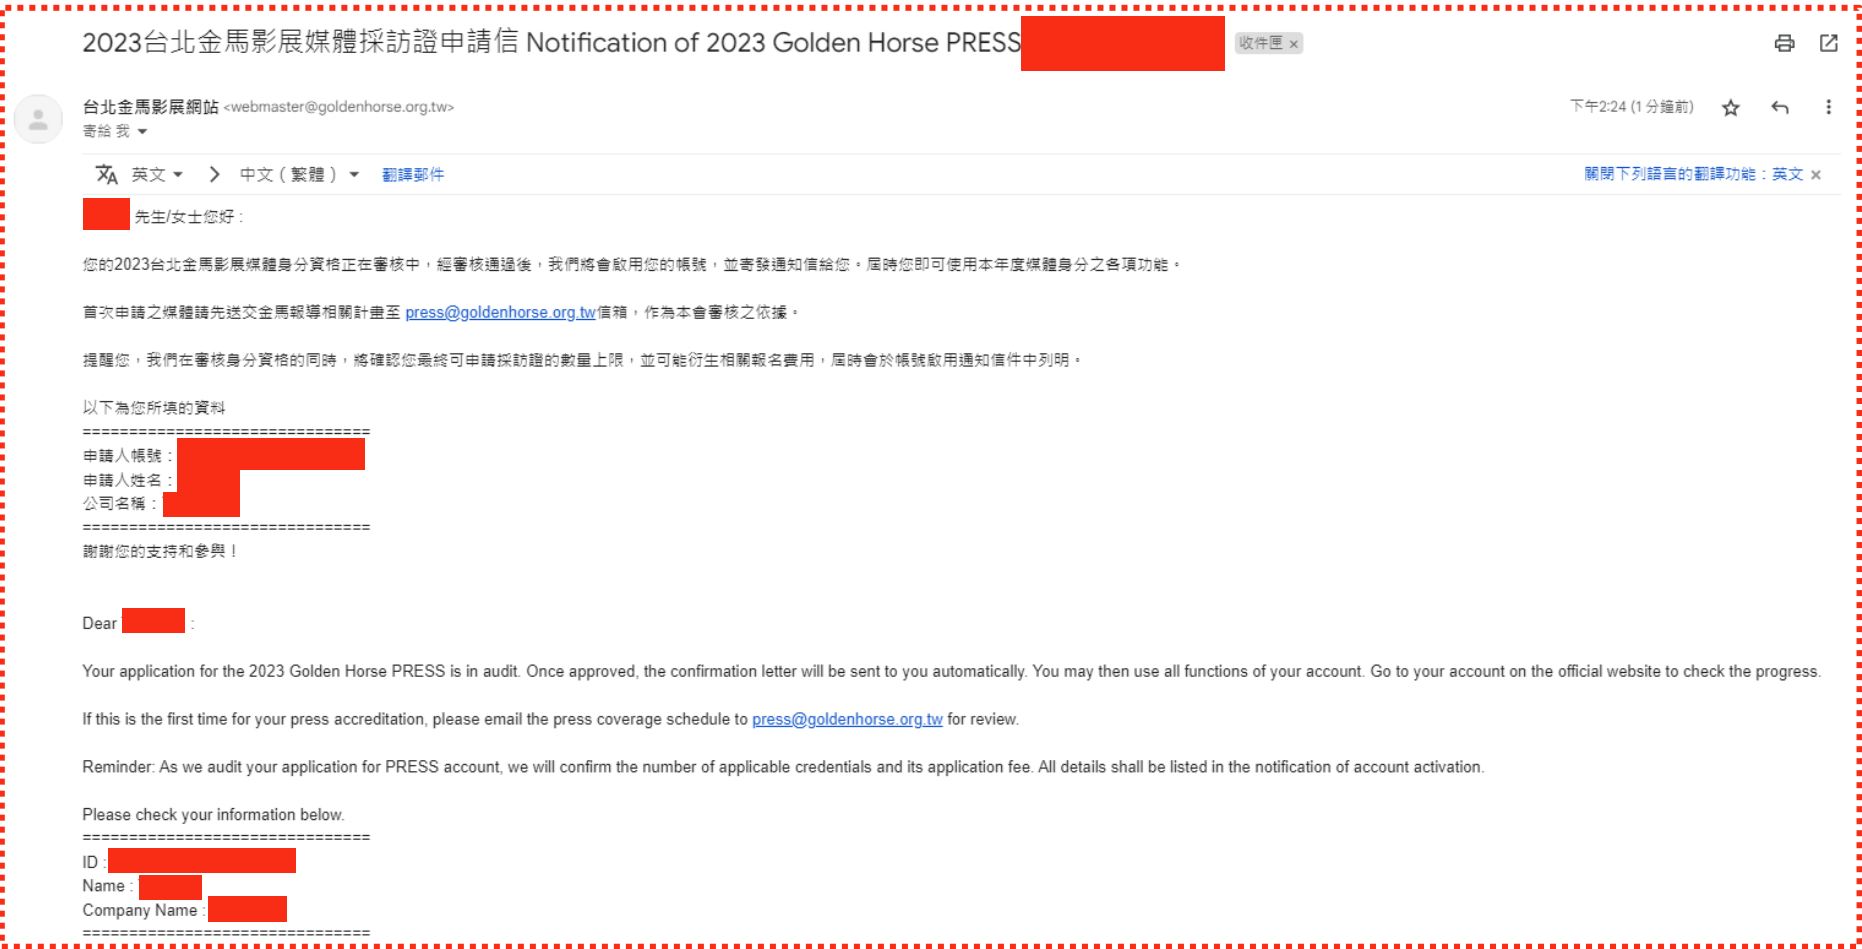 2023台北金馬影展媒體採訪證申請信 Notification of 2023 Golden Horse PRESS
收件匣 ×
台北金馬影展網站 <webmaster@goldenhorse.org.tw>
下午2:24 (1 分鐘前)
寄給 我
英文 > 中文 ( 繁體 ) 翻譯郵件
關閉下列語言的翻譯功能：英文 ×
先生/女士您好：
您的2023台北金馬影展媒體身分資格正在審核中，經審核通過後，我們將會啟用您的帳號，並寄發通知信給您。屆時您即可使用本年度媒體身分之各項功能。
首次申請之媒體請先送交金馬報導相關計畫至 press@goldenhorse.org.tw信箱，作為本會審核之依據。
提醒您，我們在審核身分資格的同時，將確認您最終可申請採訪證的數量上限，並可能衍生相關報名費用，屆時會於帳號啟用通知信件中列明。
以下為您所填的資料
===============================
申請人帳號：
申請人姓名：
公司名稱：
===============================
謝謝您的支持和參與！
Dear :
Your application for the 2023 Golden Horse PRESS is in audit. Once approved, the confirmation letter will be sent to you automatically. You may then use all functions of your account. Go to your account on the official website to check the progress.
If this is the first time for your press accreditation, please email the press coverage schedule to press@goldenhorse.org.tw for review.
Reminder: As we audit your application for PRESS account, we will confirm the number of applicable credentials and its application fee. All details shall be listed in the notification of account activation.
Please check your information below.
===============================
ID :
Name :
Company Name :
===============================